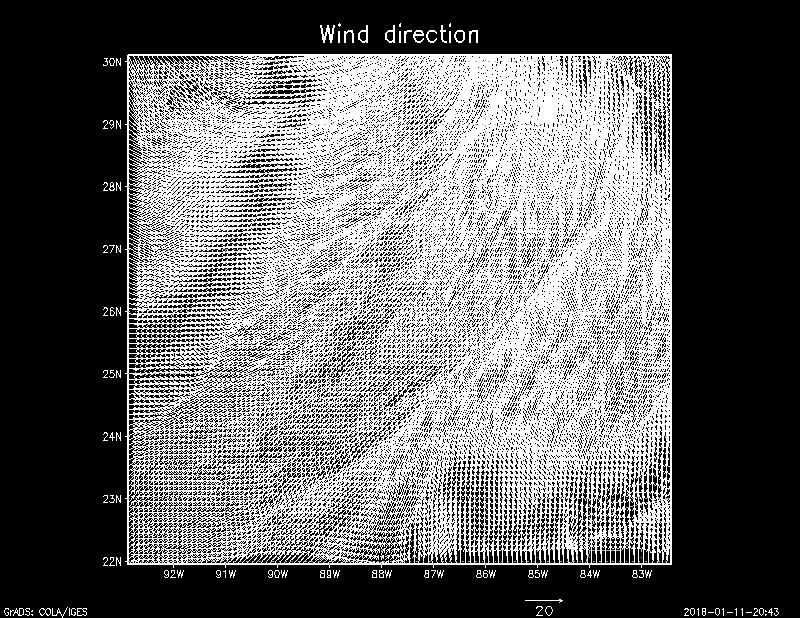 Wind direction
30N
29N
28N
27N
26N
25N
24N
23N
22N
92W 91W 90W 89W 88W 87W 86W 85W 84W 83W
20
GrADS: COLA/IGES 2018-01-11-20:43